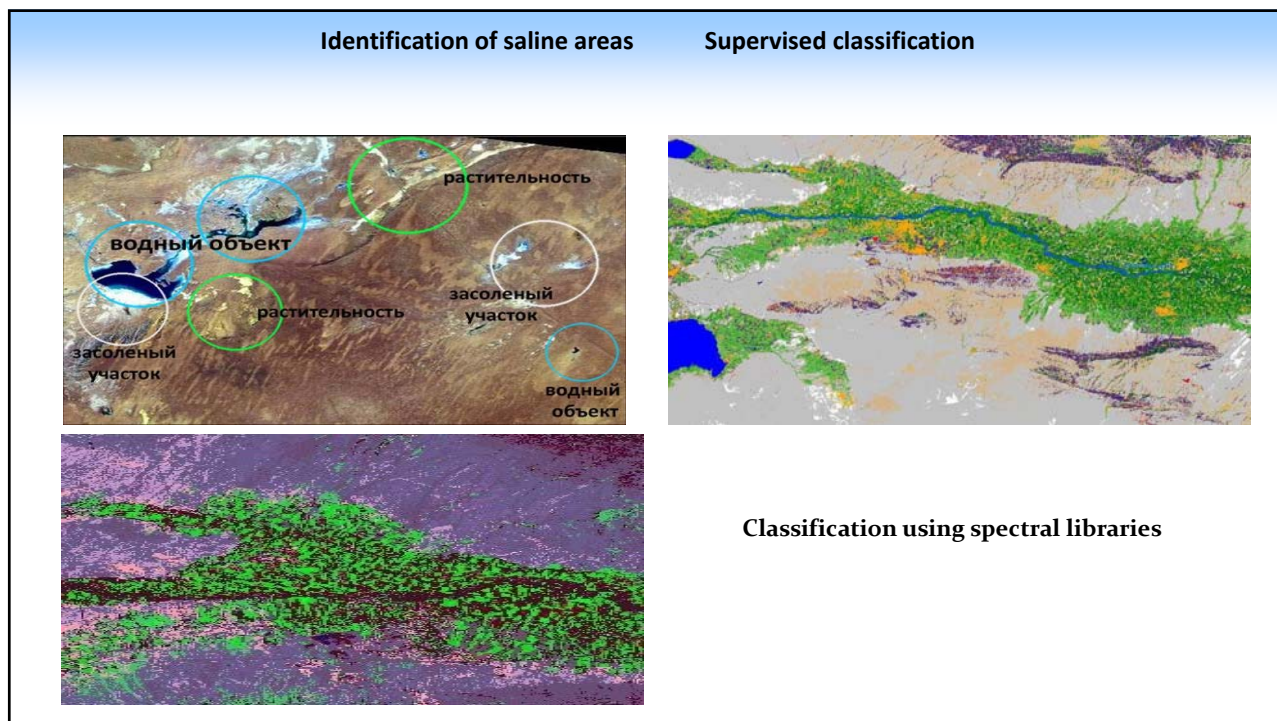 Identification of saline areas
Supervised classification
растительность
водный объект
засоленый
участок
растительность
засоленый
участок
водный
объект
Classification using spectral libraries